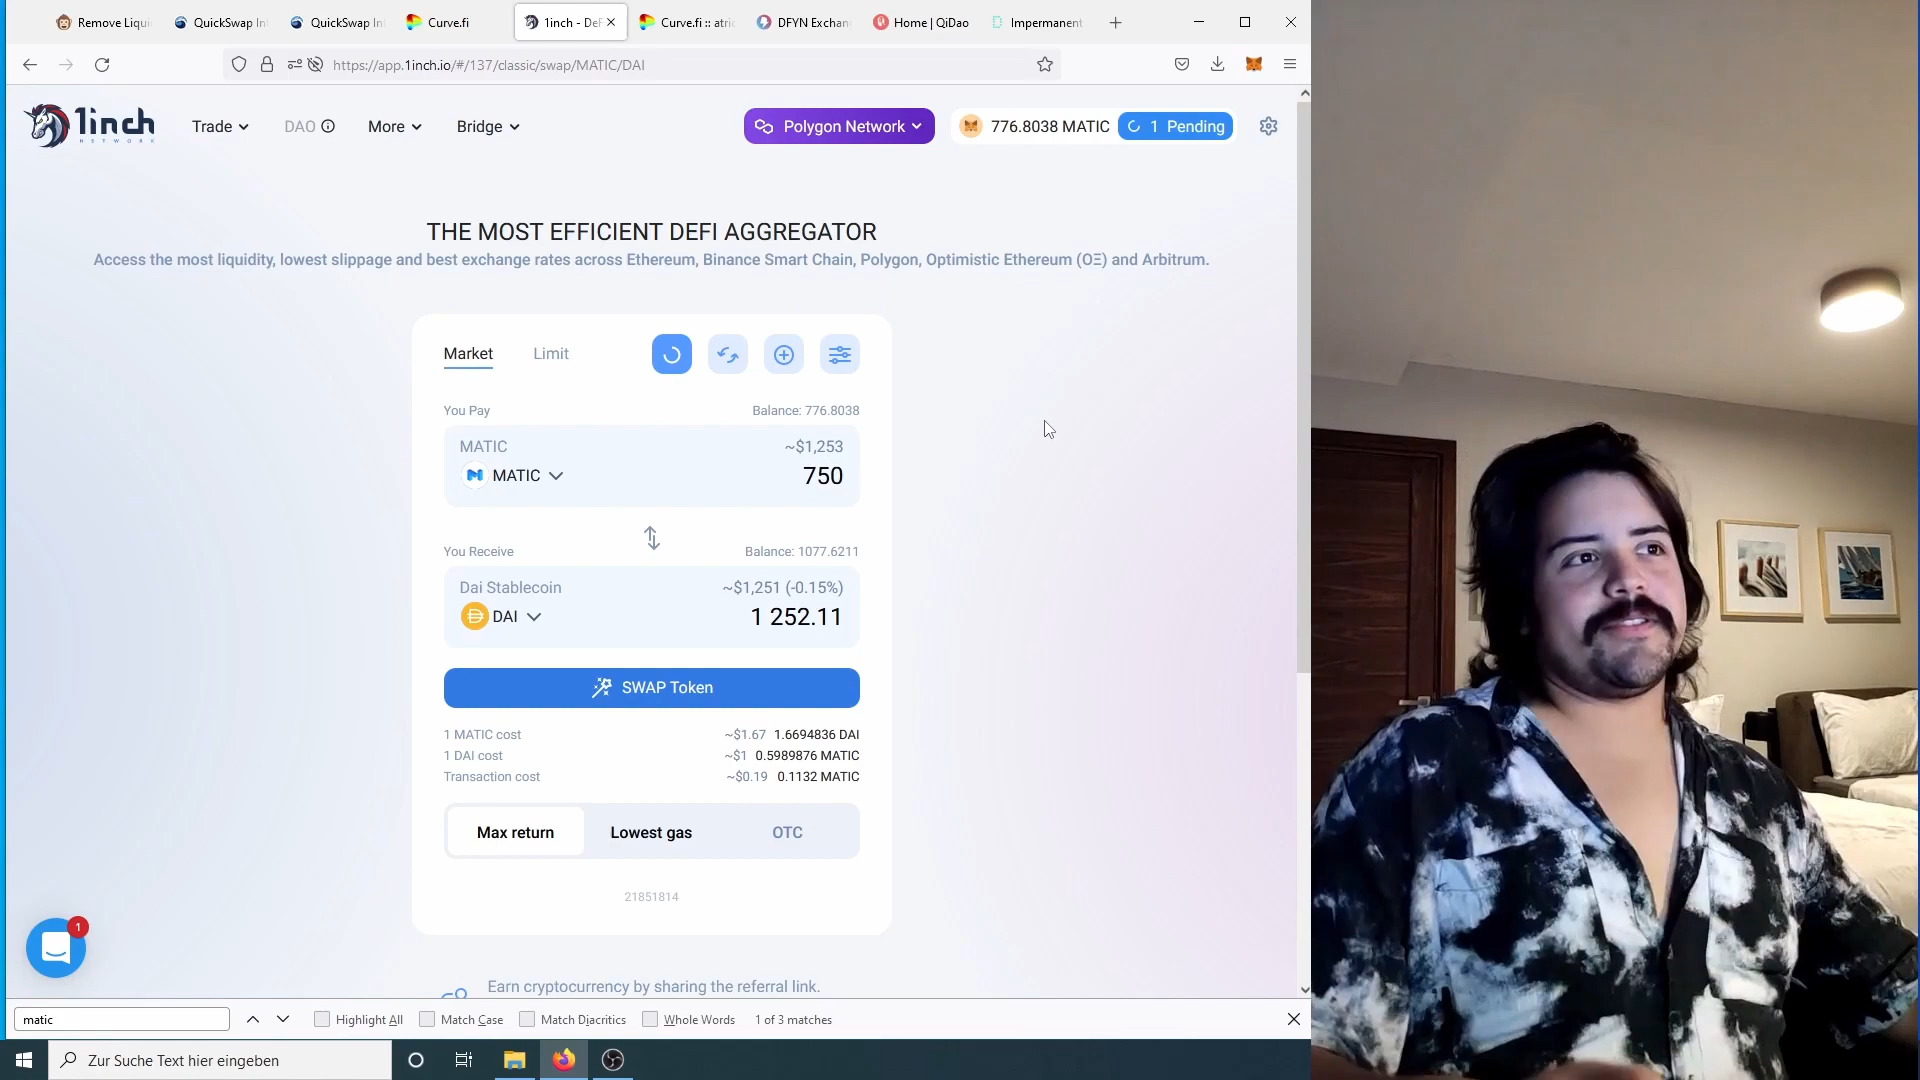 Remove Liqui
QuickSwap In
QuickSwap In
Curve.fi
1inch - DeF
Curve.fi :: atric
DFYN Exchan
Home | QiDao
Impermanent
https://app.1inch.io/#/137/classic/swap/MATIC/DAI
1inch
NETWORK
Trade
DAO
More
Bridge
Polygon Network
776.8038 MATIC
1 Pending
THE MOST EFFICIENT DEFI AGGREGATOR
Access the most liquidity, lowest slippage and best exchange rates across Ethereum, Binance Smart Chain, Polygon, Optimistic Ethereum (OΞ) and Arbitrum.
Market
Limit
You Pay
Balance: 776.8038
MATIC
~$1,253
MATIC
750
You Receive
Balance: 1077.6211
Dai Stablecoin
~$1,251 (-0.15%)
DAI
1 252.11
SWAP Token
1 MATIC cost
~$1.67 1.6694836 DAI
1 DAI cost
~$1 0.5989876 MATIC
Transaction cost
~$0.19 0.1132 MATIC
Max return
Lowest gas
OTC
21851814
1
Earn cryptocurrency by sharing the referral link.
matic
Highlight All
Match Case
Match Diacritics
Whole Words
1 of 3 matches
Zur Suche Text hier eingeben